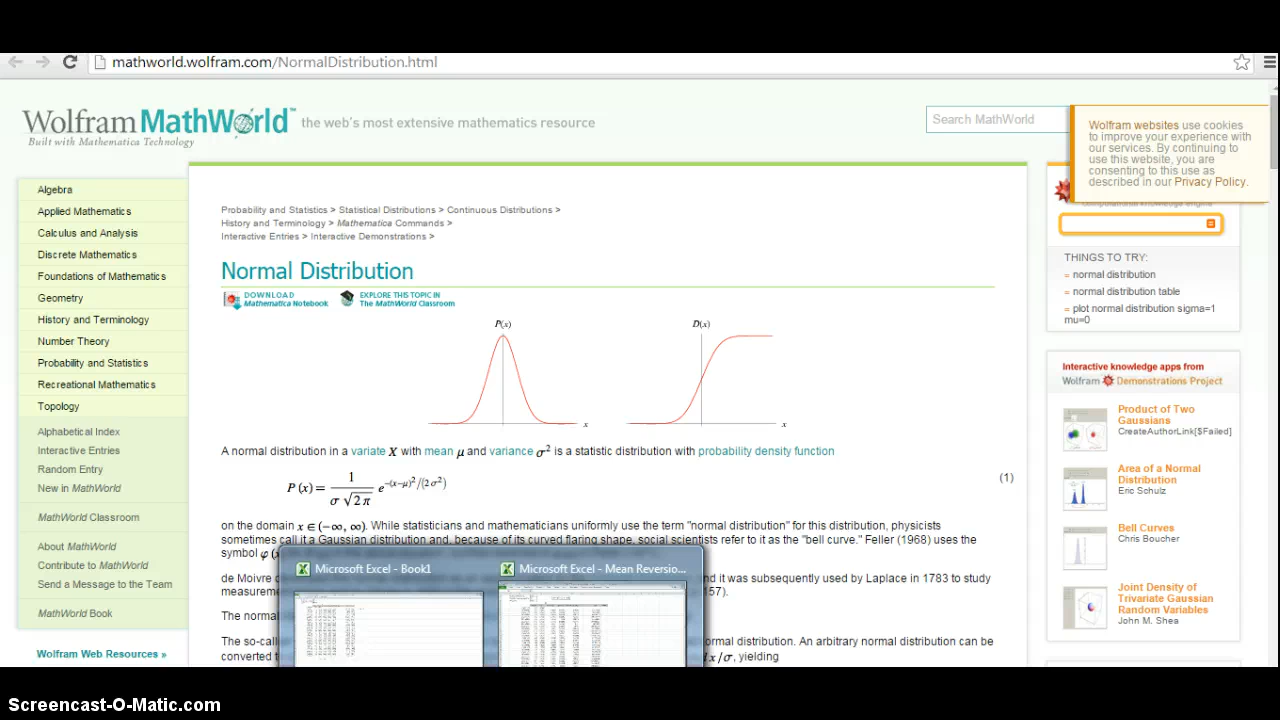 mathworld.wolfram.com/NormalDistribution.html
Wolfram MathWorld™ the web's most extensive mathematics resource
Built with Mathematica Technology
Search MathWorld
Wolfram websites use cookies
to improve your experience with
our services. By continuing to
use this website, you are
consenting to this use as
described in our Privacy Policy.
computational knowledge engine
Algebra
Applied Mathematics
Calculus and Analysis
Discrete Mathematics
Foundations of Mathematics
Geometry
History and Terminology
Number Theory
Probability and Statistics
Recreational Mathematics
Topology
Alphabetical Index
Interactive Entries
Random Entry
New in MathWorld
MathWorld Classroom
About MathWorld
Contribute to MathWorld
Send a Message to the Team
MathWorld Book
Wolfram Web Resources »
Probability and Statistics > Statistical Distributions > Continuous Distributions >
History and Terminology > Mathematica Commands >
Interactive Entries > Interactive Demonstrations >
Normal Distribution
DOWNLOAD
Mathematica Notebook
EXPLORE THIS TOPIC IN
The MathWorld Classroom
P(x)
D(x)
x
x
A normal distribution in a variate X with mean μ and variance σ² is a statistic distribution with probability density function
P(x) = 1/(σ√(2π)) e^(-(x-μ)²/(2σ²)) (1)
on the domain x ∈ (-∞, ∞). While statisticians and mathematicians uniformly use the term "normal distribution" for this distribution, physicists
sometimes call it a Gaussian distribution and, because of its curved flaring shape, social scientists refer to it as the "bell curve." Feller (1968) uses the
symbol φ(
de Moivre and it was subsequently used by Laplace in 1783 to study
measurem 157).
The normal
The so-call ormal distribution. An arbitrary normal distribution can be
converted t dx/σ, yielding
Microsoft Excel - Book1
Microsoft Excel - Mean Reversio...
THINGS TO TRY:
= normal distribution
= normal distribution table
= plot normal distribution sigma=1
mu=0
Interactive knowledge apps from
Wolfram Demonstrations Project
Product of Two
Gaussians
CreateAuthorLink[$Failed]
Area of a Normal
Distribution
Eric Schulz
Bell Curves
Chris Boucher
Joint Density of
Trivariate Gaussian
Random Variables
John M. Shea
Screencast-O-Matic.com